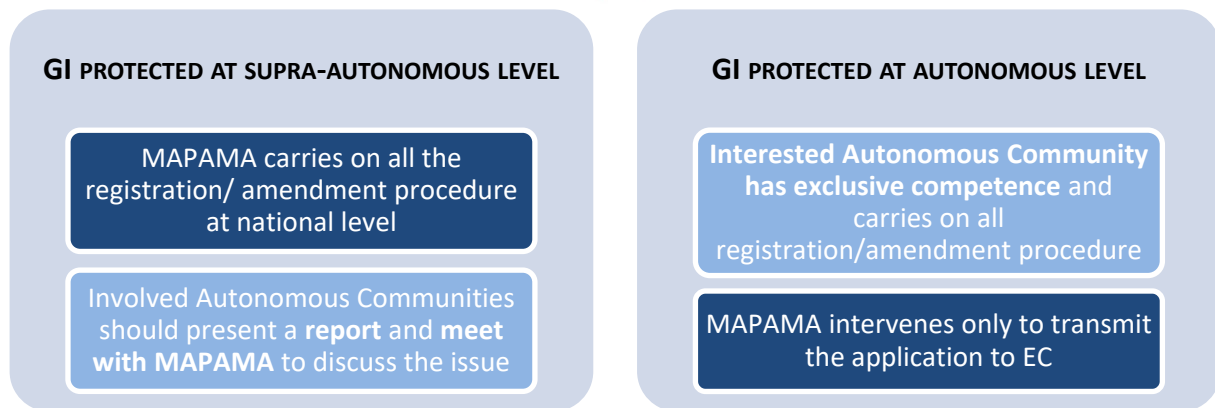 GI PROTECTED AT SUPRA-AUTONOMOUS LEVEL
MAPAMA carries on all the
registration/ amendment procedure
at national level
Involved Autonomous Communities
should present a report and meet
with MAPAMA to discuss the issue
GI PROTECTED AT AUTONOMOUS LEVEL
Interested Autonomous Community
has exclusive competence and
carries on all
registration/amendment procedure
MAPAMA intervenes only to transmit
the application to EC